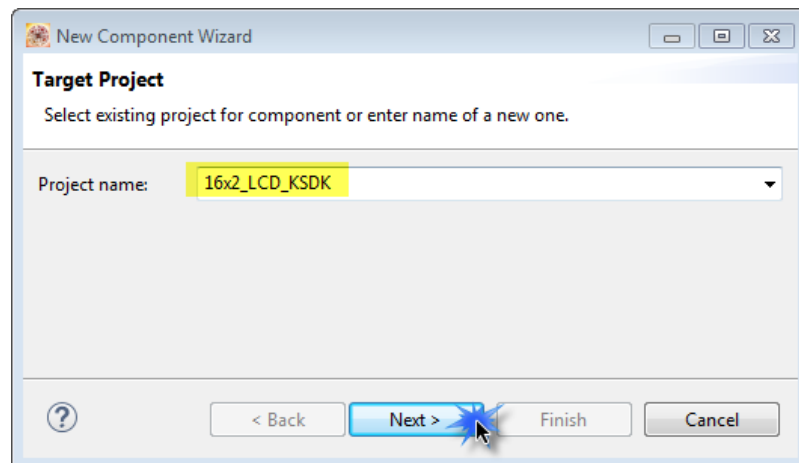 New Component Wizard
Target Project
Select existing project for component or enter name of a new one.
Project name: 16x2_LCD_KSDK
? < Back Next > Finish Cancel